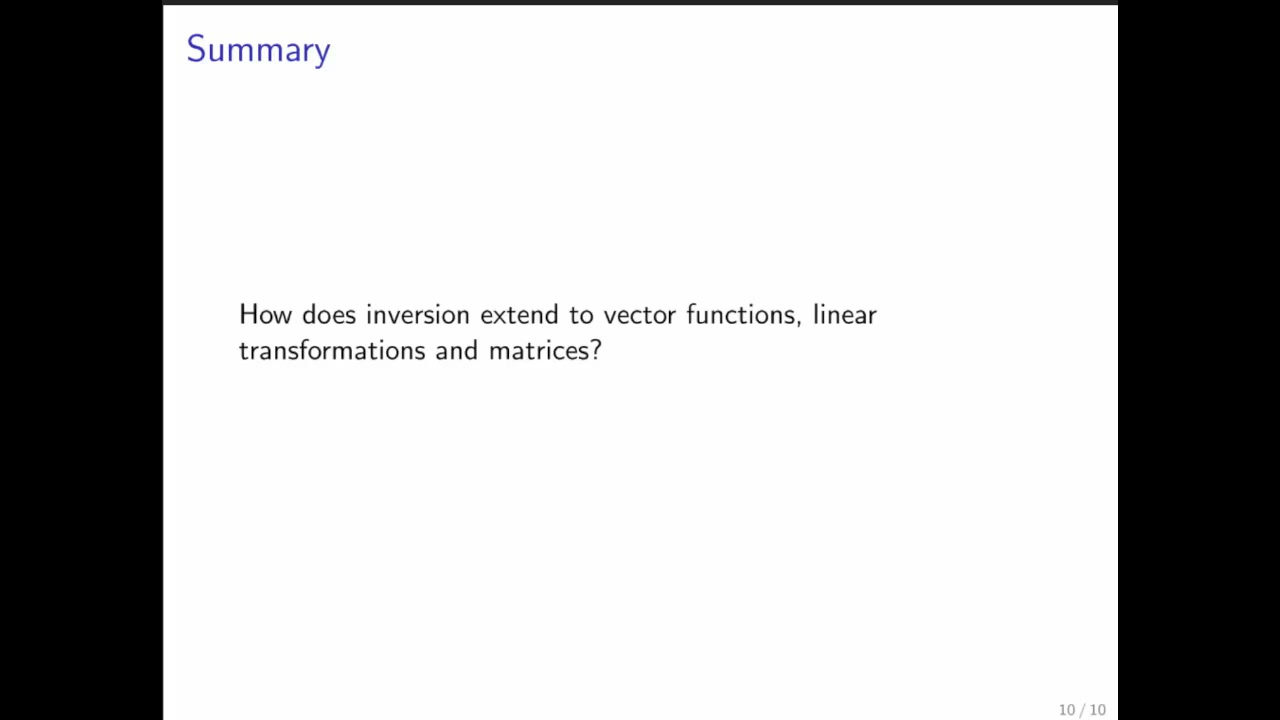 Summary
How does inversion extend to vector functions, linear
transformations and matrices?
10 / 10